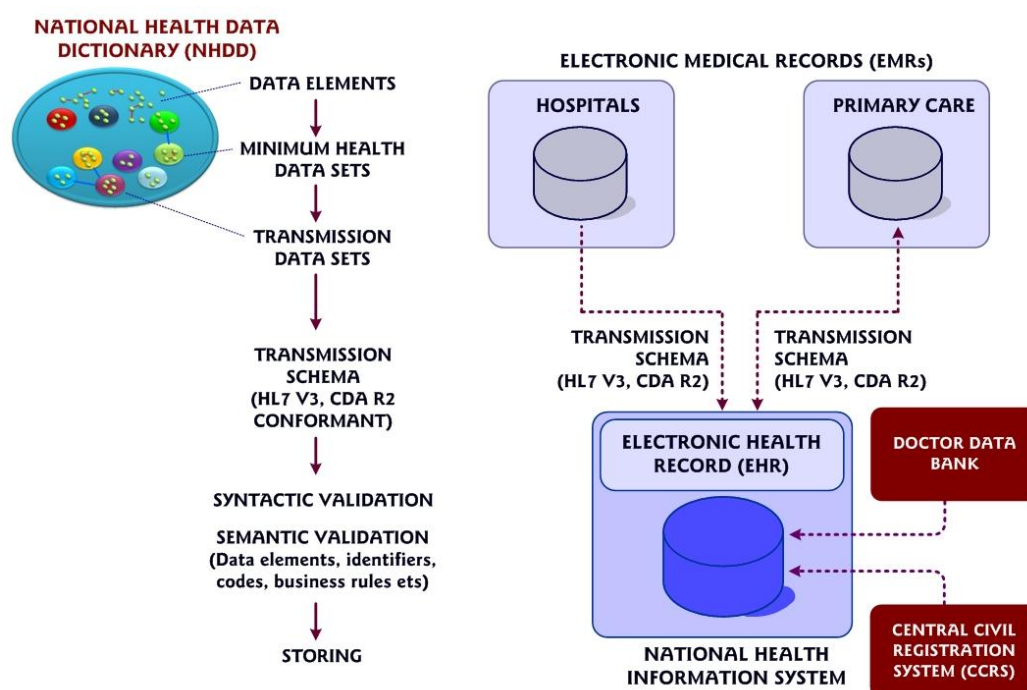 NATIONAL HEALTH DATA
DICTIONARY (NHDD)
DATA ELEMENTS
MINIMUM HEALTH
DATA SETS
TRANSMISSION
DATA SETS
TRANSMISSION
SCHEMA
(HL7 V3, CDA R2
CONFORMANT)
SYNTACTIC VALIDATION
SEMANTIC VALIDATION
(Data elements, identifiers,
codes, business rules ets)
STORING
ELECTRONIC MEDICAL RECORDS (EMRs)
HOSPITALS
PRIMARY CARE
TRANSMISSION
SCHEMA
(HL7 V3, CDA R2)
TRANSMISSION
SCHEMA
(HL7 V3, CDA R2)
ELECTRONIC HEALTH
RECORD (EHR)
DOCTOR DATA
BANK
CENTRAL CIVIL
REGISTRATION
SYSTEM (CCRS)
NATIONAL HEALTH
INFORMATION SYSTEM